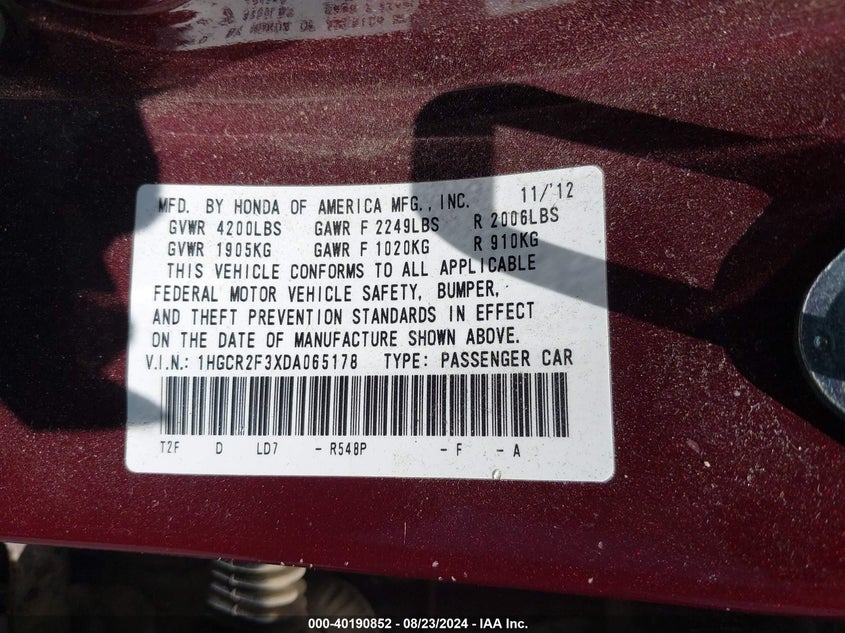 MFD. BY HONDA OF AMERICA MFG., INC. 11/'12
GVWR 4200LBS GAWR F 2249LBS R 2006LBS
GVWR 1905KG GAWR F 1020KG R 910KG
THIS VEHICLE CONFORMS TO ALL APPLICABLE
FEDERAL MOTOR VEHICLE SAFETY, BUMPER,
AND THEFT PREVENTION STANDARDS IN EFFECT
ON THE DATE OF MANUFACTURE SHOWN ABOVE.
V.I.N.: 1HGCR2F3XDA065178 TYPE: PASSENGER CAR
T2F D LD7 - R548P - F - A
000-40190852 - 08/23/2024 - IAA Inc.